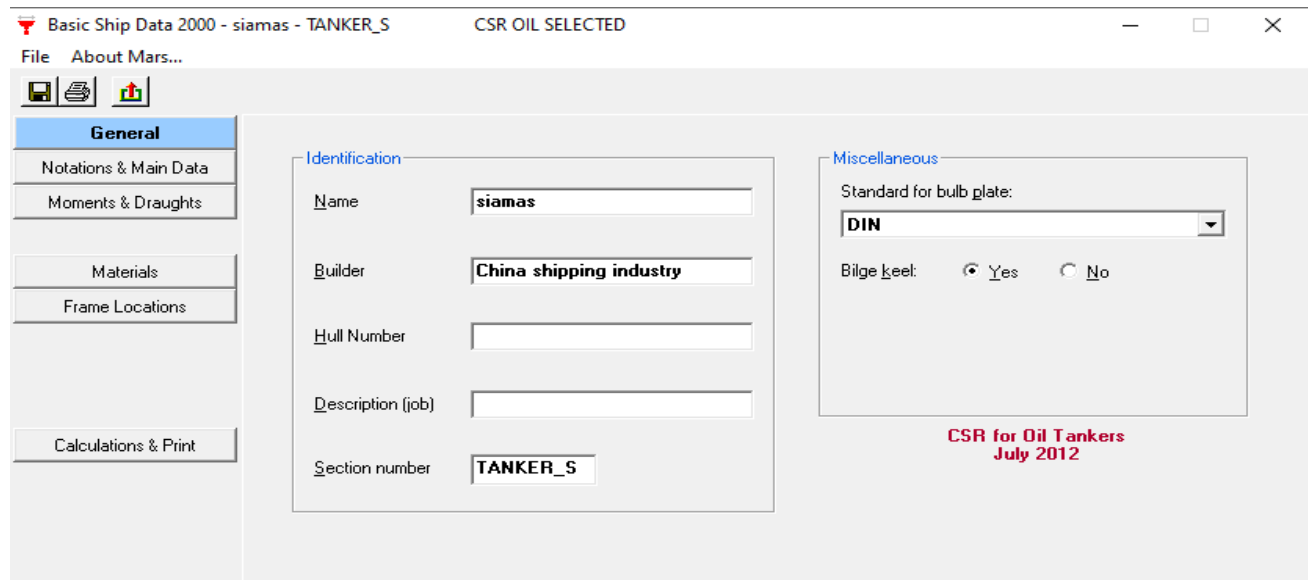 Basic Ship Data 2000 - siamas - TANKER_S CSR OIL SELECTED
File About Mars...
General
Notations & Main Data
Moments & Draughts
Materials
Frame Locations
Calculations & Print
Identification
Name siamas
Builder China shipping industry
Hull Number
Description (job)
Section number TANKER_S
Miscellaneous
Standard for bulb plate:
DIN
Bilge keel: Yes No
CSR for Oil Tankers
July 2012